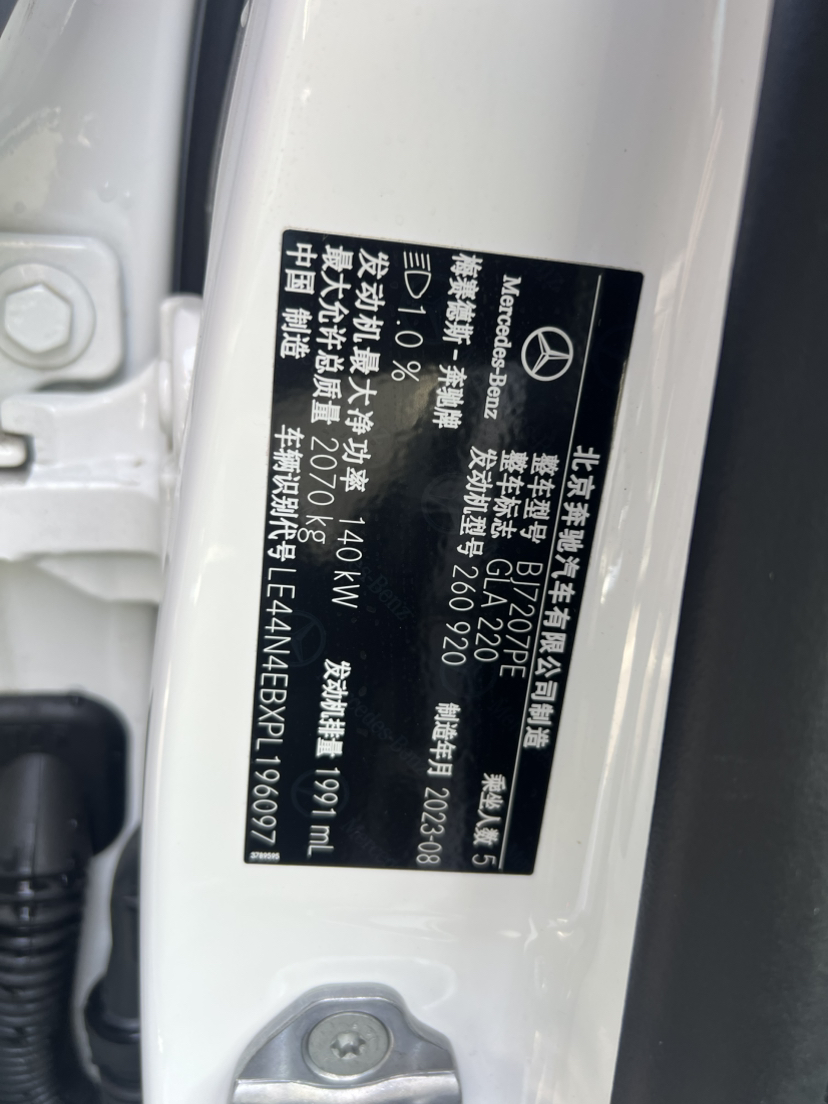 北京奔驰汽车有限公司制造
Mercedes-Benz
整车型号 BJ7207PE 乘坐人数 5
整车标志 GLA 220
梅赛德斯-奔驰牌 发动机型号 260 920 制造年月 2023-08
1.0 %
发动机最大净功率 140 kW 发动机排量 1991 mL
最大允许总质量 2070 kg
中国 制造 车辆识别代号 LE44N4EBXPL196097